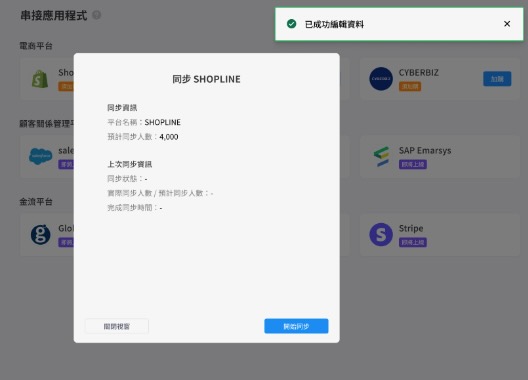 串接應用程式
已成功編輯資料
電商平台
Sho
CYBERBIZ
加購
同步 SHOPLINE
同步資訊
平台名稱：SHOPLINE
預計同步人數：4,000
上次同步資訊
同步狀態：-
實際同步人數 / 預計同步人數：-
完成同步時間：-
顧客關係管理平
sale
SAP Emarsys
即將上線
金流平台
Glo
Stripe
即將上線
關閉視窗
開始同步